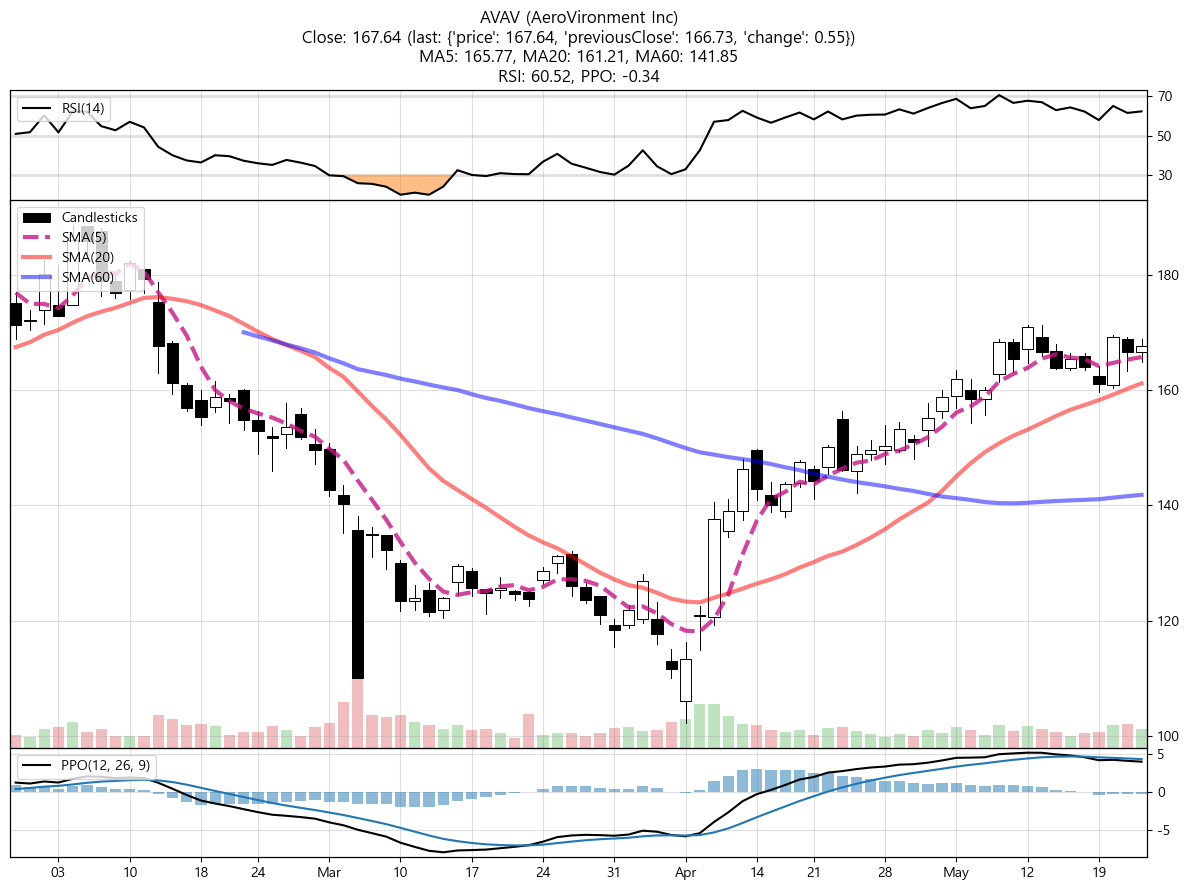 AVAV (AeroVironment Inc)
Close: 167.64 (last: {'price': 167.64, 'previousClose': 166.73, 'change': 0.55})
MA5: 165.77, MA20: 161.21, MA60: 141.85
RSI: 60.52, PPO: -0.34
RSI(14)
70
50
30
Candlesticks
SMA(5)
SMA(20)
SMA(60)
180
160
140
120
100
PPO(12, 26, 9)
5
0
-5
03 10 18 24 Mar 10 17 24 31 Apr 14 21 28 May 12 19